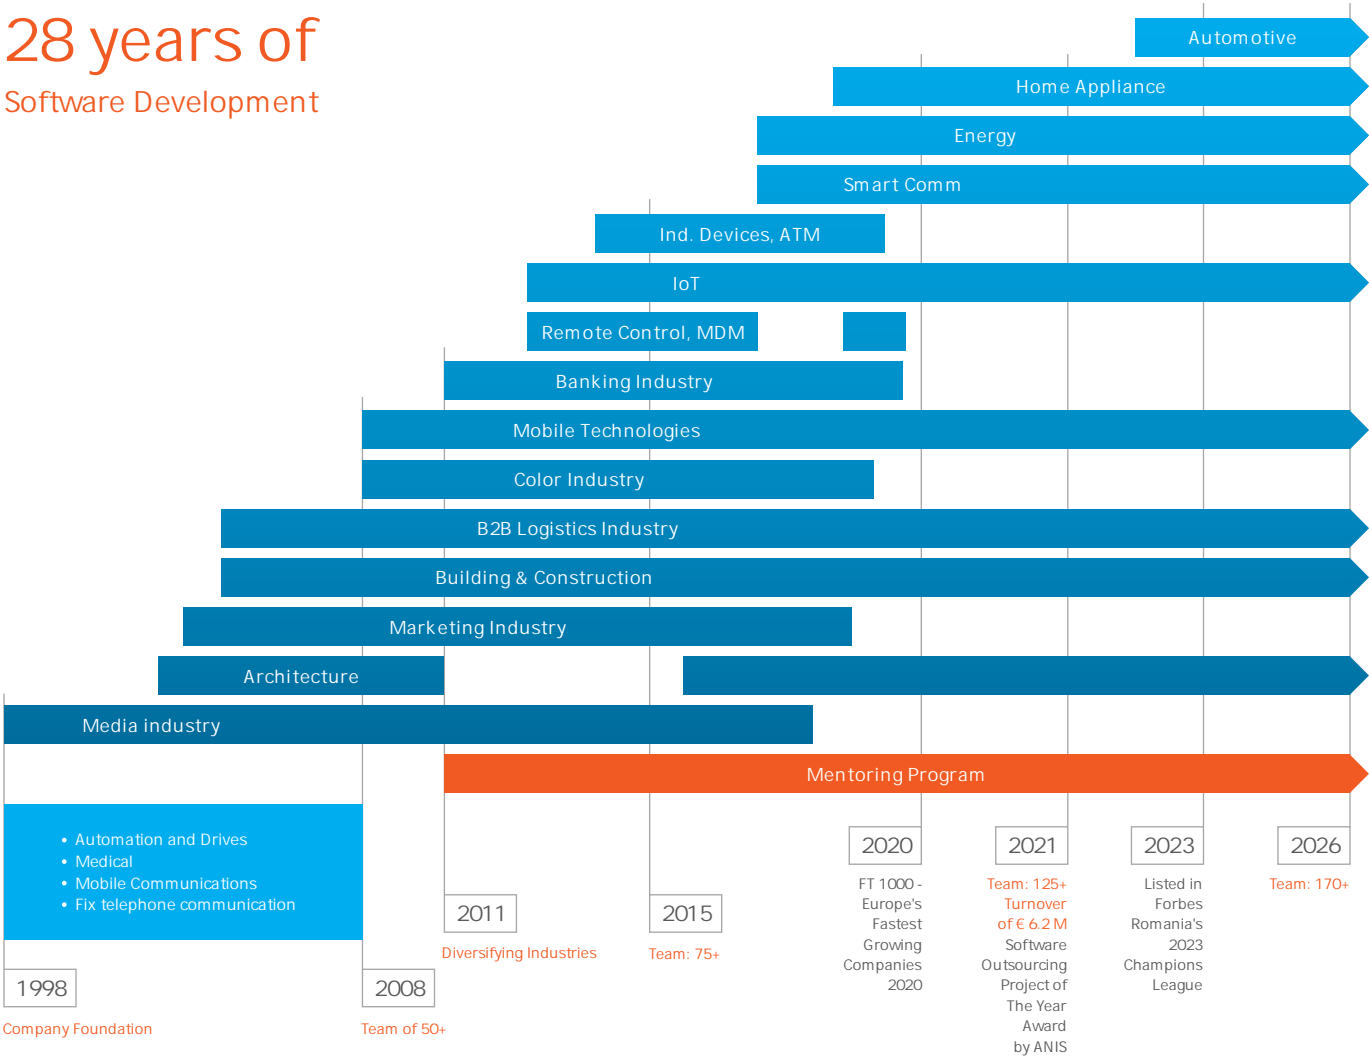 28 years of
Software Development
Automotive
Home Appliance
Energy
Smart Comm
Ind. Devices, ATM
IoT
Remote Control, MDM
Banking Industry
Mobile Technologies
Color Industry
B2B Logistics Industry
Building & Construction
Marketing Industry
Architecture
Media industry
Mentoring Program
• Automation and Drives
• Medical
• Mobile Communications
• Fix telephone communication
1998
Company Foundation
2008
Team of 50+
2011
Diversifying Industries
2015
Team: 75+
2020
FT 1000 -
Europe's
Fastest
Growing
Companies
2020
2021
Team: 125+
Turnover
of € 6.2 M
Software
Outsourcing
Project of
The Year
Award
by ANIS
2023
Listed in
Forbes
Romania's
2023
Champions
League
2026
Team: 170+